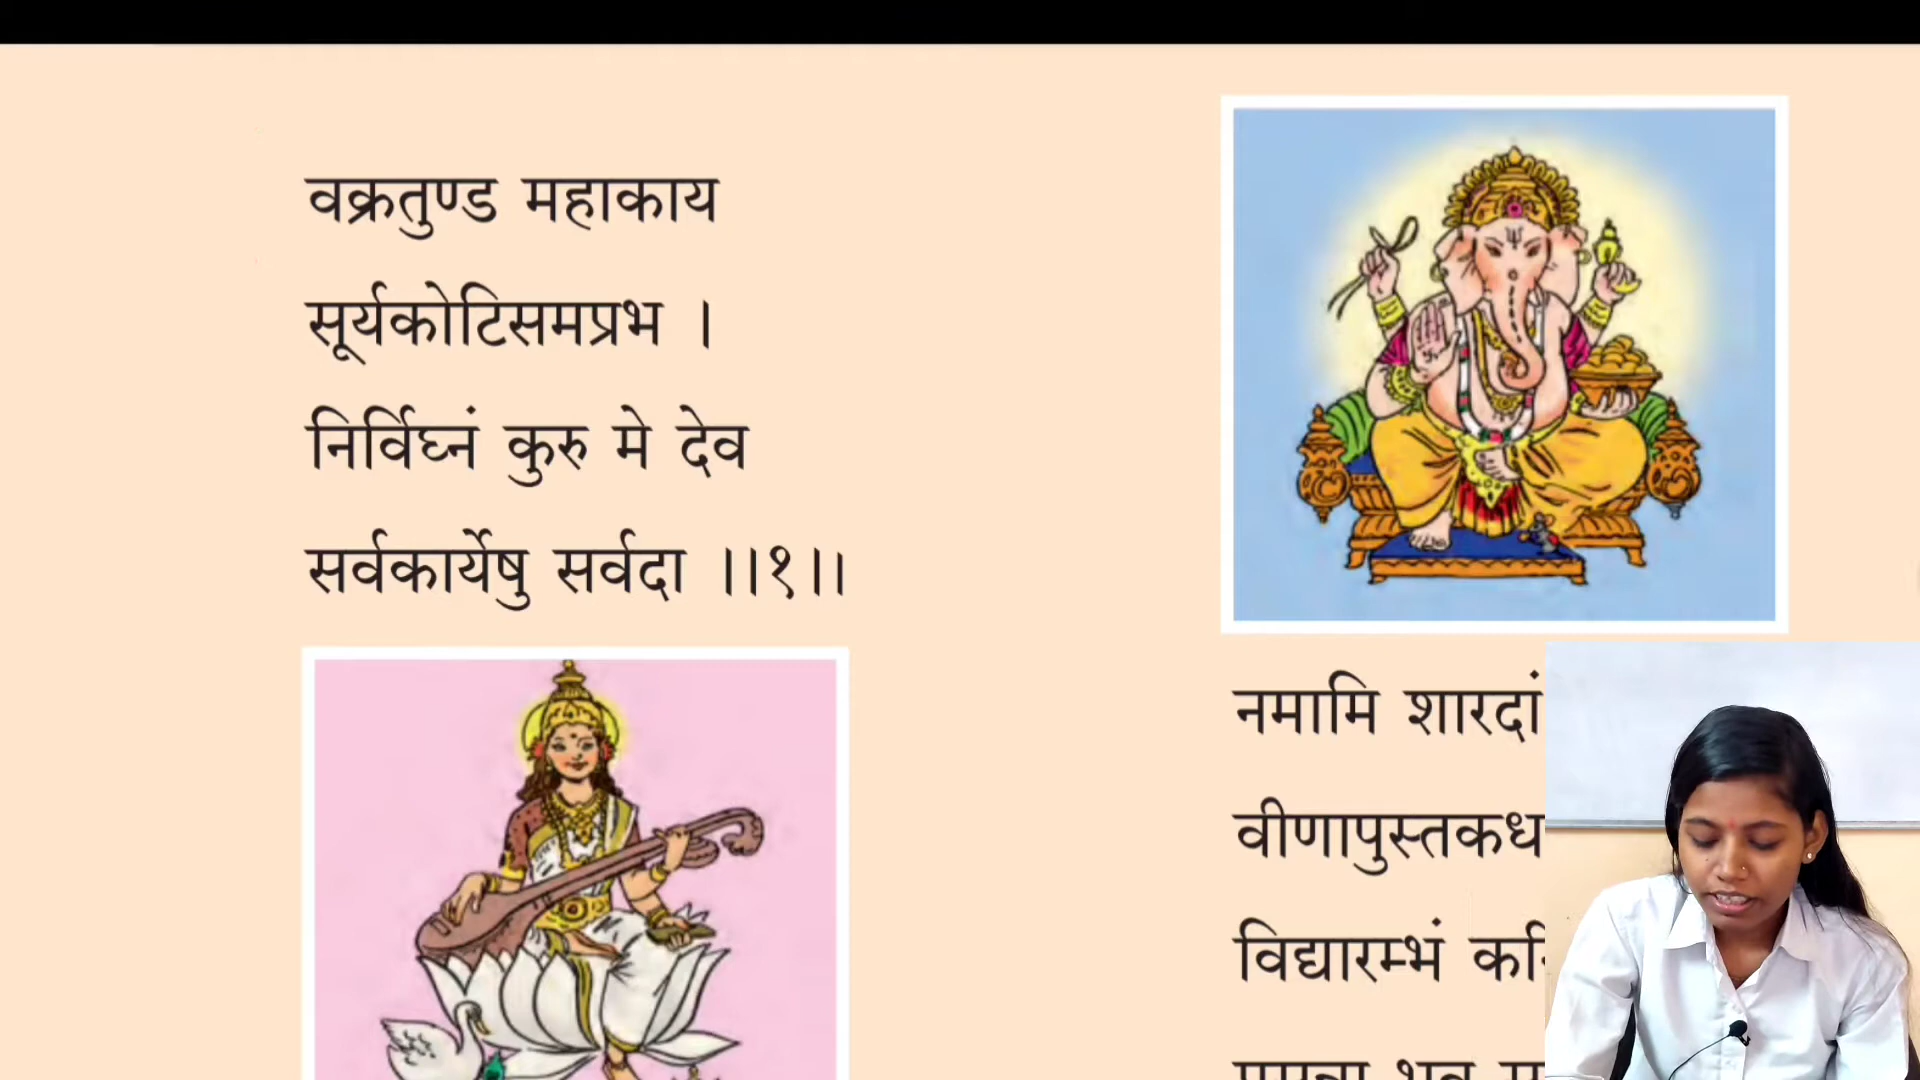 वक्रतुण्ड महाकाय
सूर्यकोटिसमप्रभ ।
निर्विघ्नं कुरु मे देव
सर्वकार्येषु सर्वदा ।।१।।
नमामि शारदां
वीणापुस्तकध
विद्यारम्भं